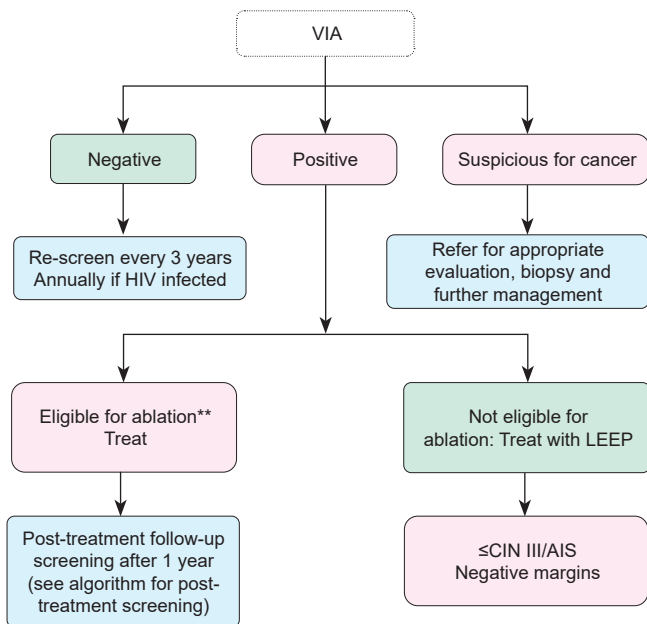 VIA
Negative
Positive
Suspicious for cancer
Re-screen every 3 years
Annually if HIV infected
Refer for appropriate
evaluation, biopsy and
further management
Eligible for ablation**
Treat
Not eligible for
ablation: Treat with LEEP
Post-treatment follow-up
screening after 1 year
(see algorithm for post-
treatment screening)
≤CIN III/AIS
Negative margins